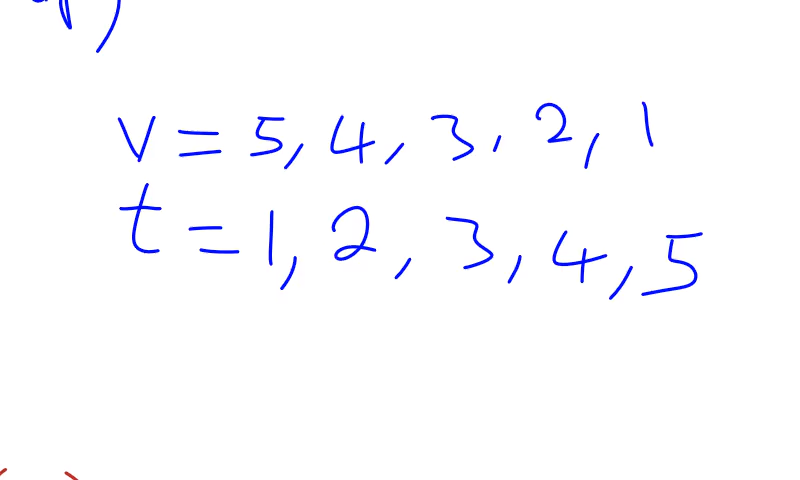 v = 5, 4, 3, 2, 1
t = 1, 2, 3, 4, 5